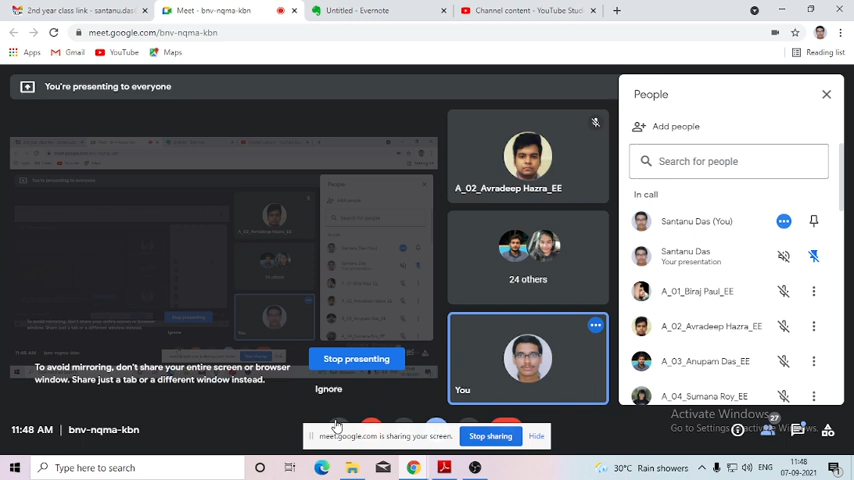 2nd year class link - santanu.das
Meet - bnv-nqma-kbn
Untitled - Evernote
Channel content - YouTube Stud
meet.google.com/bnv-nqma-kbn
Apps
Gmail
YouTube
Maps
Reading list
You're presenting to everyone
People
Add people
Search for people
In call
Santanu Das (You)
Santanu Das
Your presentation
A_01_Biraj Paul_EE
A_02_Avradeep Hazra_EE
A_03_Anupam Das_EE
A_04_Sumana Roy_EE
A_02_Avradeep Hazra_EE
24 others
You
To avoid mirroring, don't share your entire screen or browser
window. Share just a tab or a different window instead.
Stop presenting
Ignore
Activate Windows
Go to Settings to activate Windows.
27
11:48 AM | bnv-nqma-kbn
meet.google.com is sharing your screen.
Stop sharing
Hide
Type here to search
30°C Rain showers
ENG
11:48
07-09-2021
1